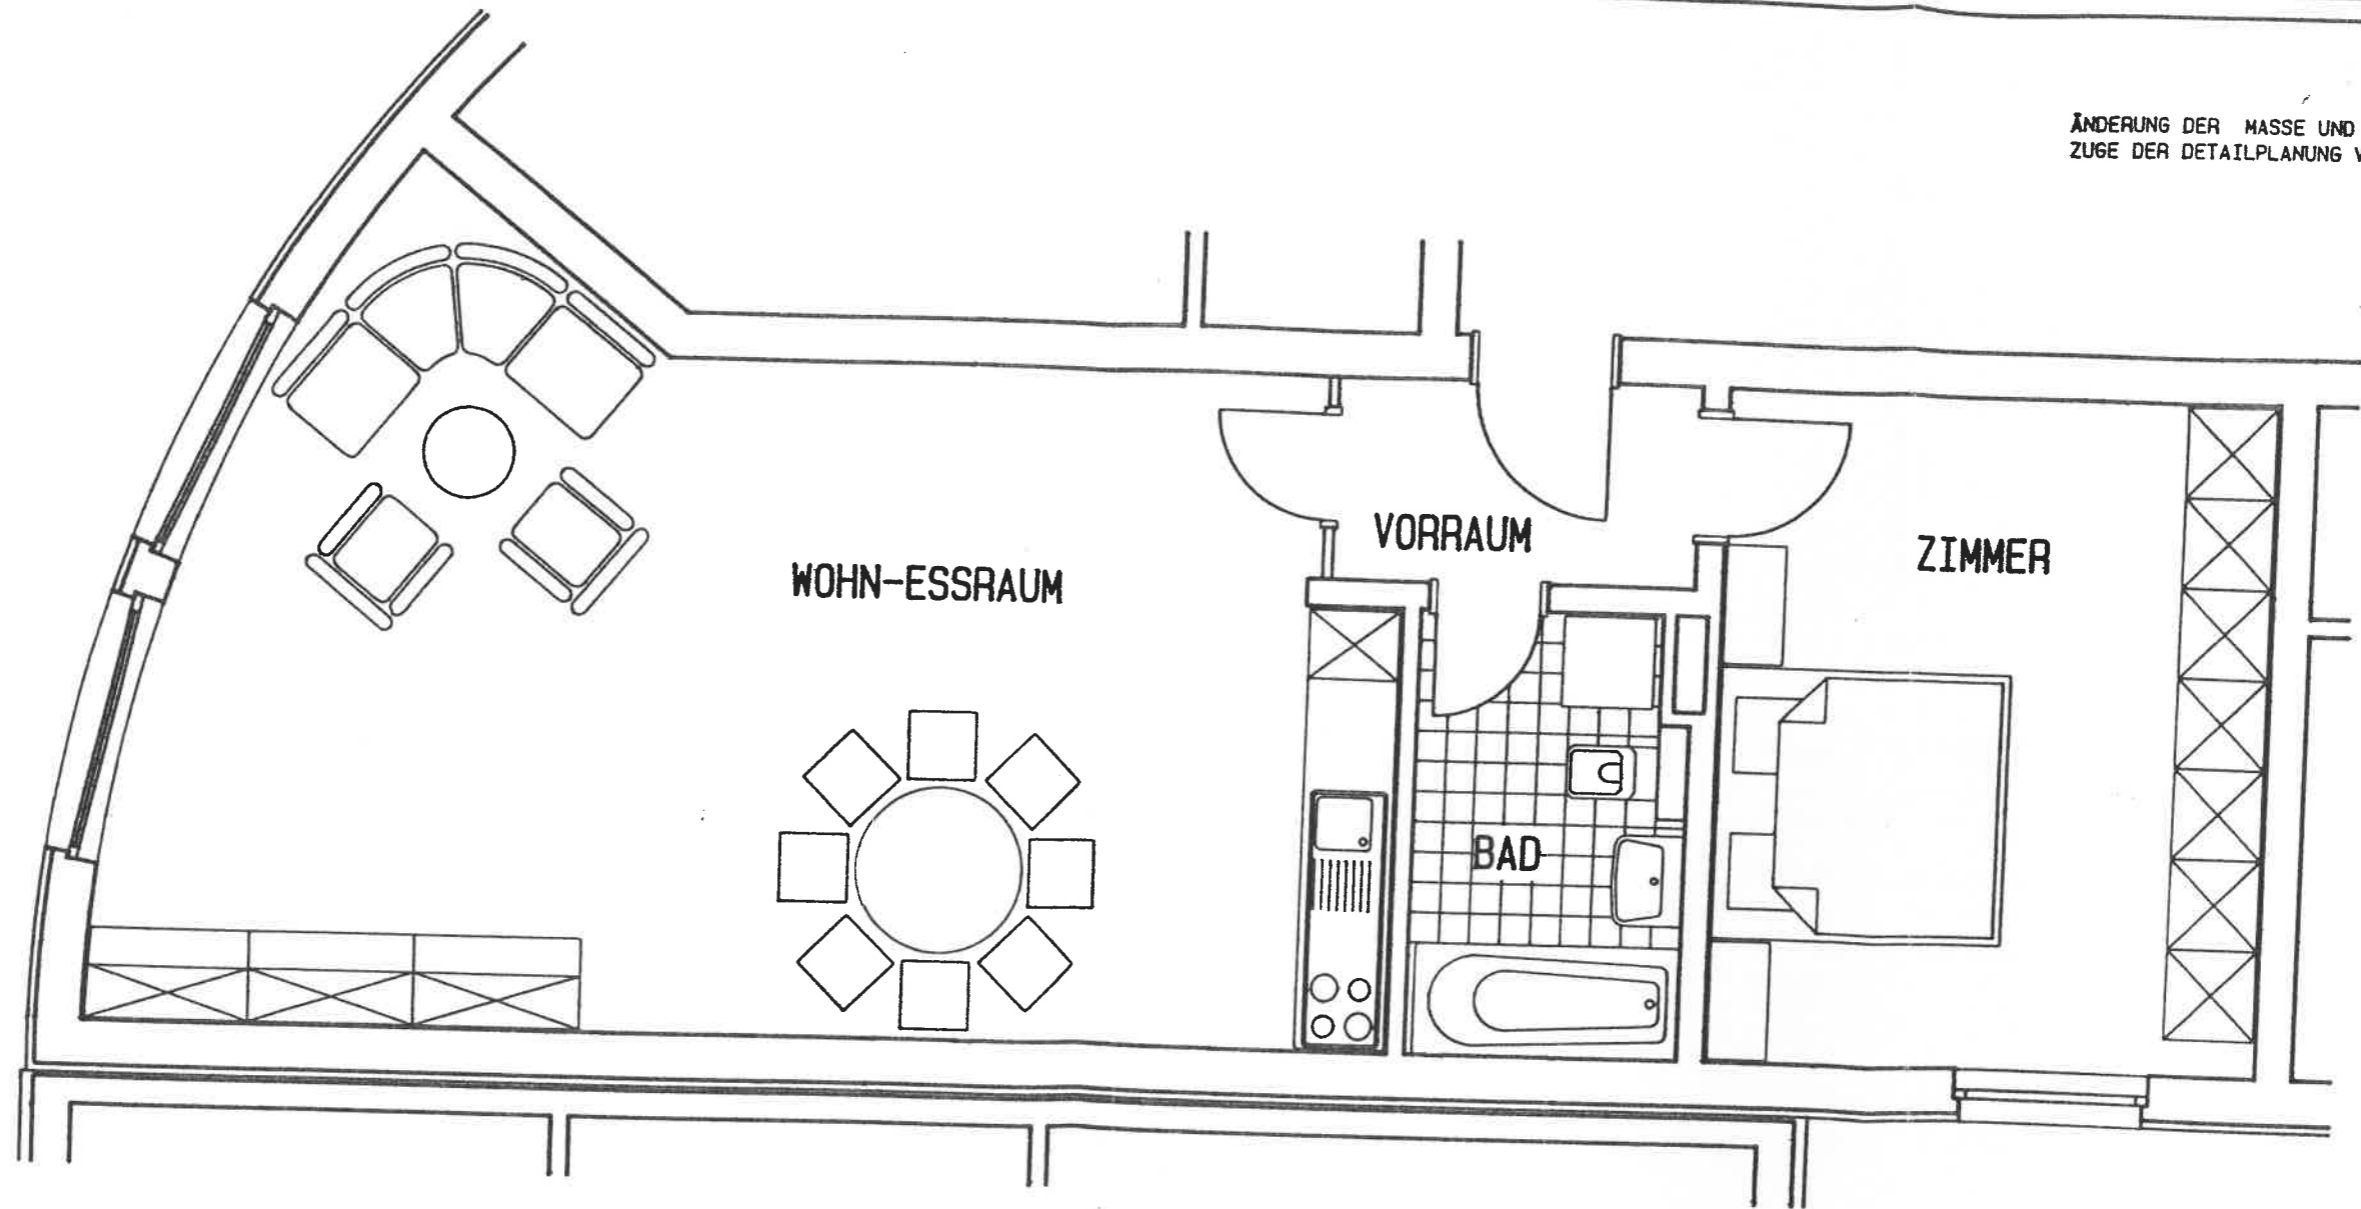 ÄNDERUNG DER MASSE UND
ZUGE DER DETAILPLANUNG V
VORRAUM
ZIMMER
WOHN-ESSRAUM
BAD